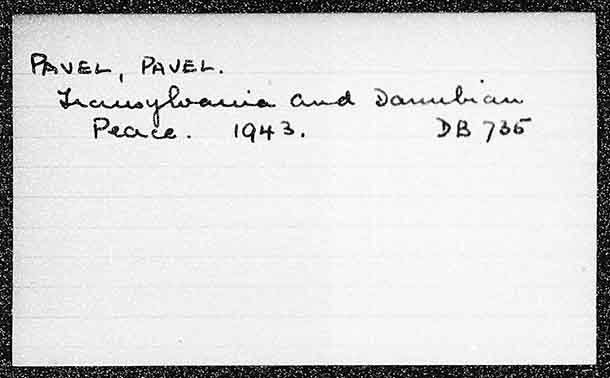 PAVEL, PAVEL.
Transylvania and Danubian
Peace. 1943. DB 735